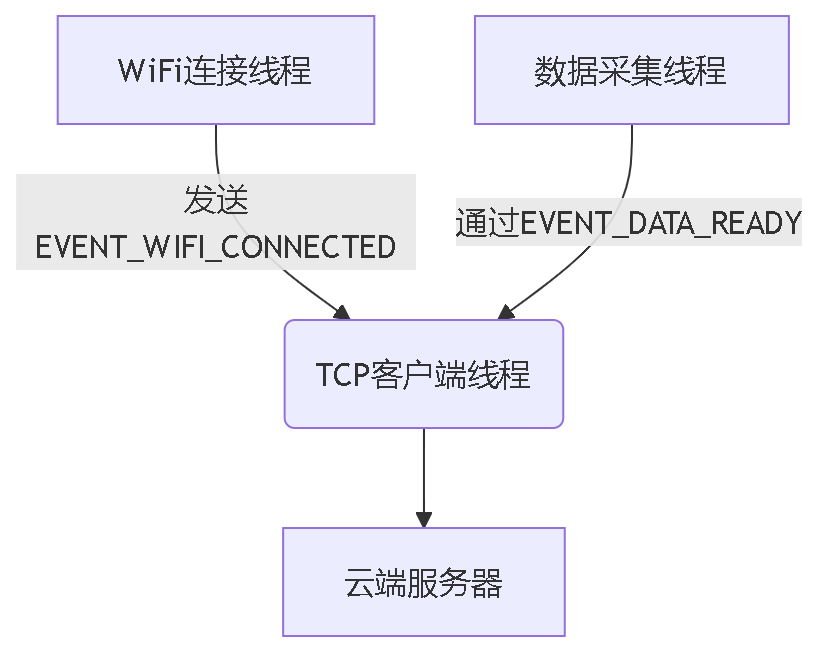 WiFi连接线程
数据采集线程
发送
EVENT_WIFI_CONNECTED
通过EVENT_DATA_READY
TCP客户端线程
云端服务器